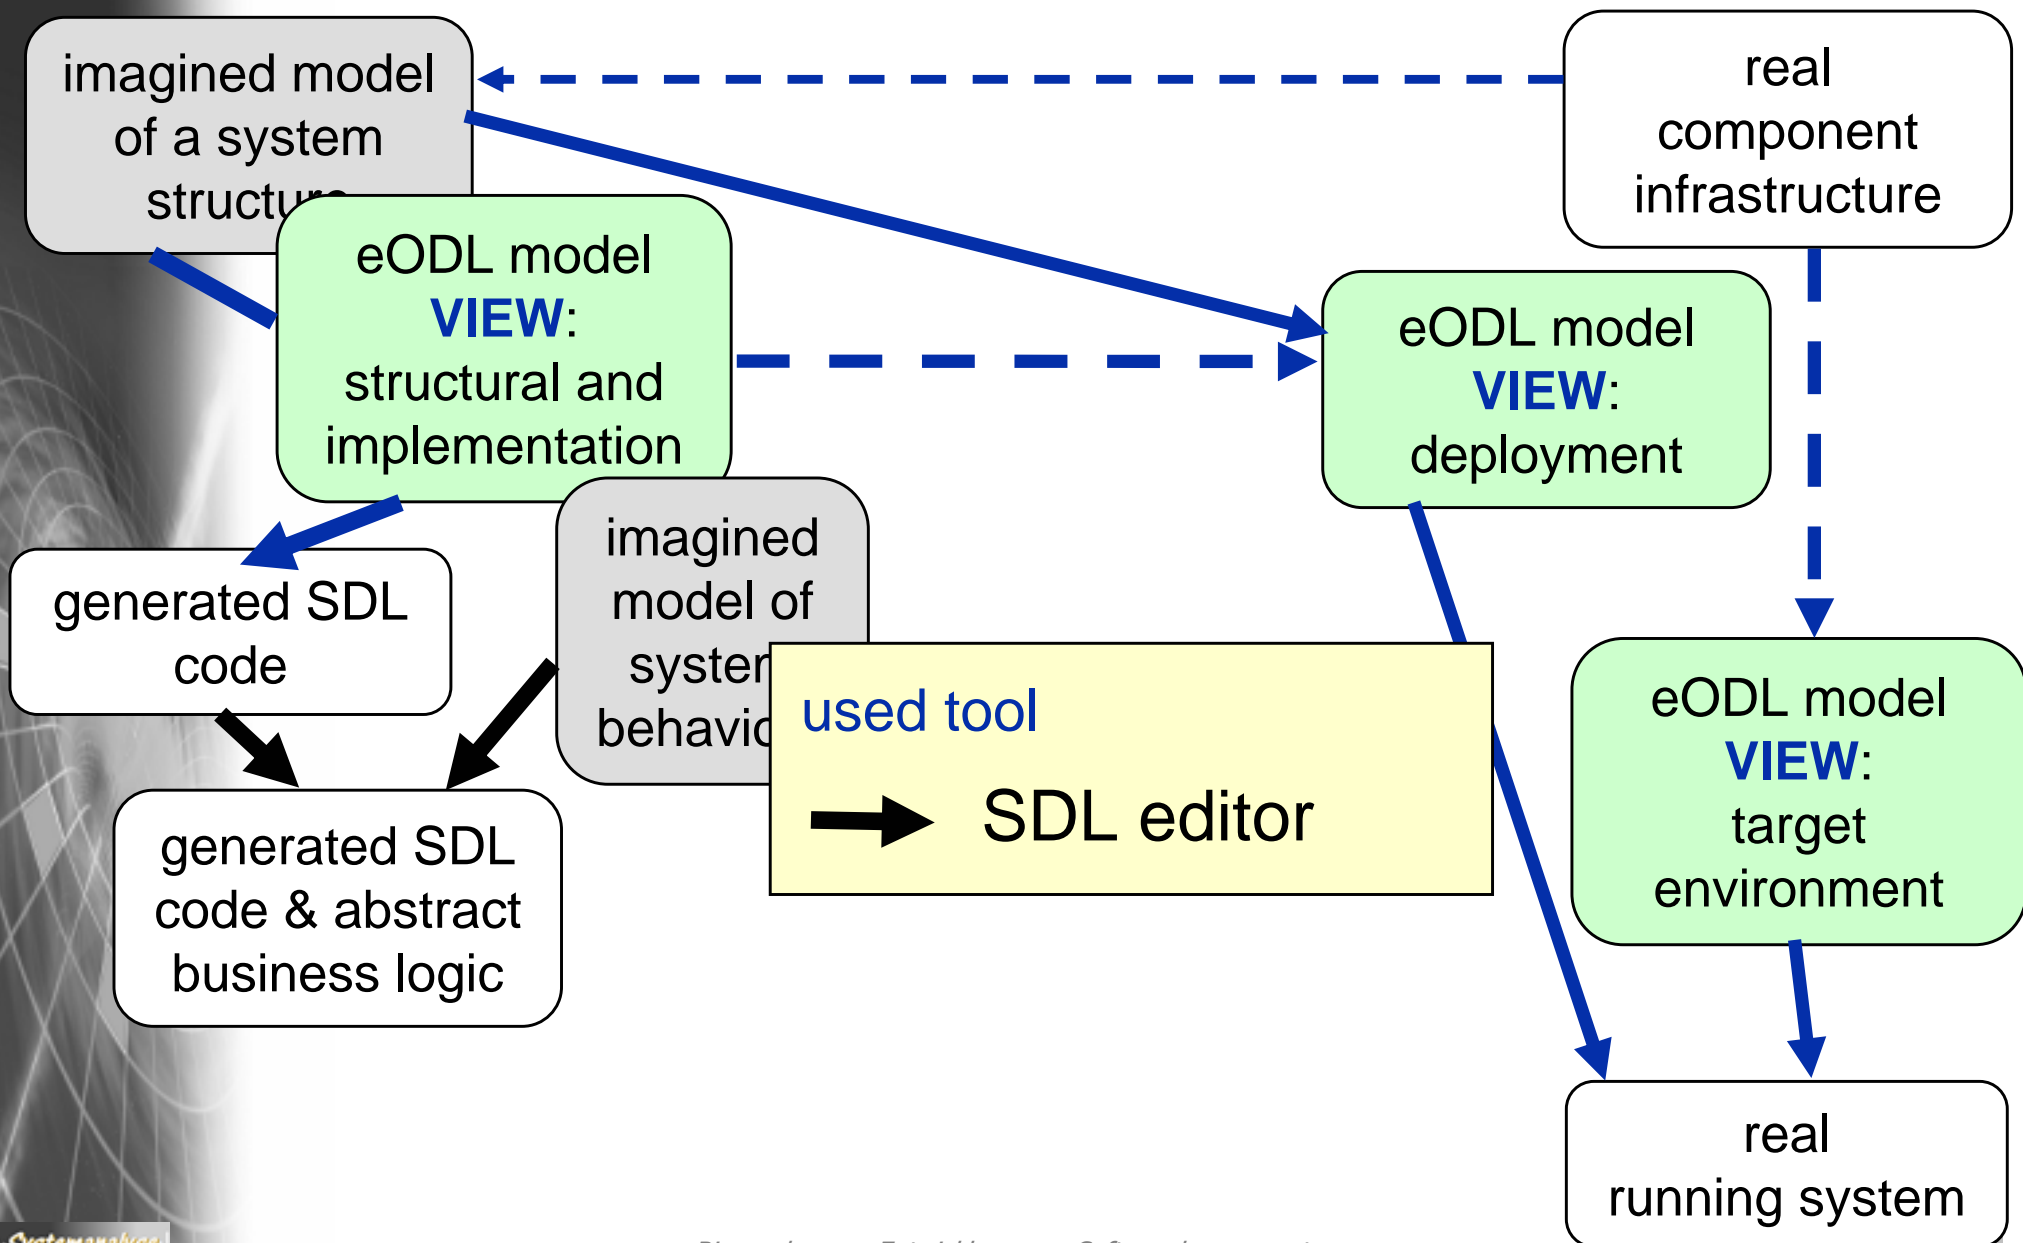 imagined model
of a system
structure
real
component
infrastructure
eODL model
VIEW:
structural and
implementation
eODL model
VIEW:
deployment
imagined
model of
system
behavio
generated SDL
code
used tool
SDL editor
eODL model
VIEW:
target
environment
generated SDL
code & abstract
business logic
real
running system